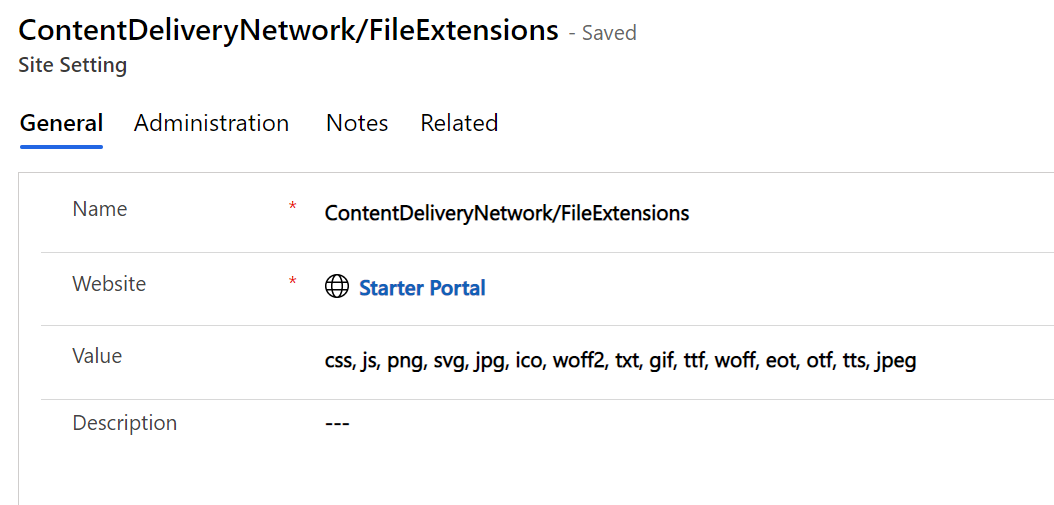 ContentDeliveryNetwork/FileExtensions - Saved
Site Setting
General Administration Notes Related
Name * ContentDeliveryNetwork/FileExtensions
Website * Starter Portal
Value css, js, png, svg, jpg, ico, woff2, txt, gif, ttf, woff, eot, otf, tts, jpeg
Description ---